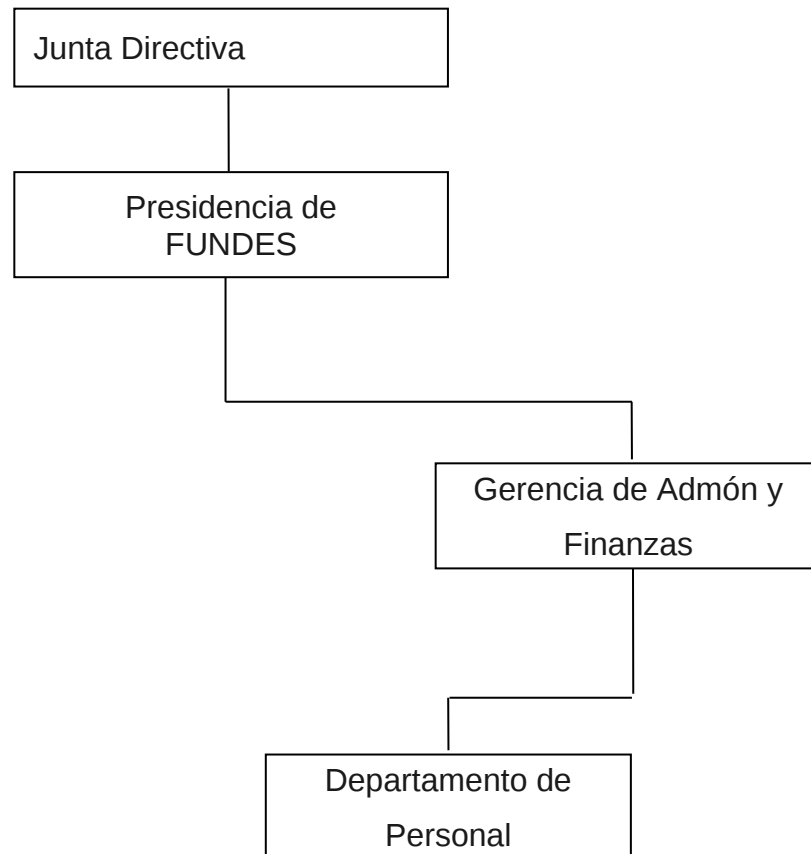 Junta Directiva
Presidencia de
FUNDES
Gerencia de Admón y
Finanzas
Departamento de
Personal